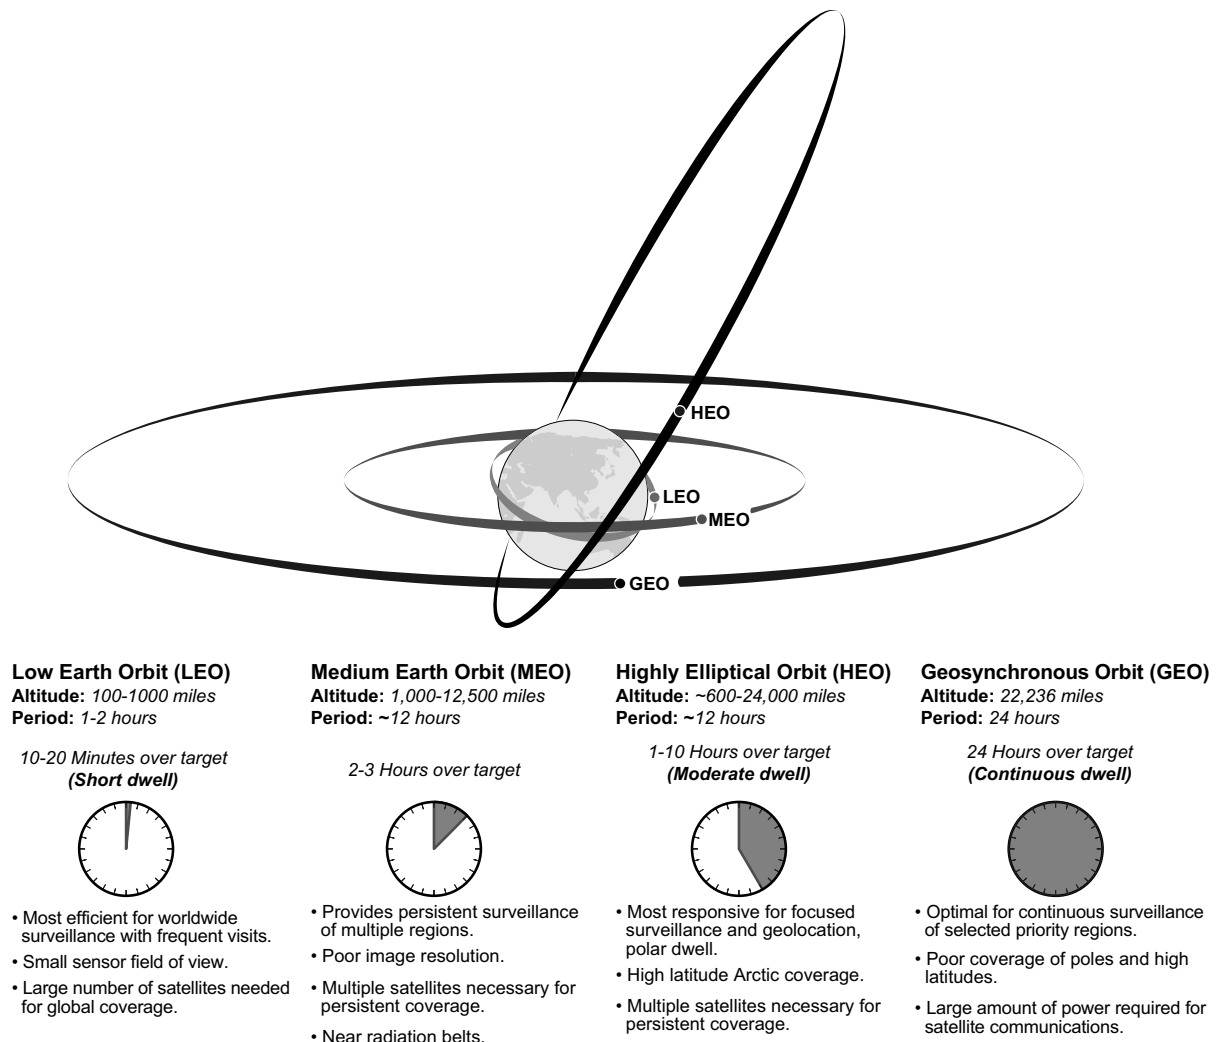 HEO
LEO
MEO
GEO
Low Earth Orbit (LEO)
Altitude: 100-1000 miles
Period: 1-2 hours
10-20 Minutes over target
(Short dwell)
• Most efficient for worldwide
surveillance with frequent visits.
• Small sensor field of view.
• Large number of satellites needed
for global coverage.
Medium Earth Orbit (MEO)
Altitude: 1,000-12,500 miles
Period: ~12 hours
2-3 Hours over target
• Provides persistent surveillance
of multiple regions.
• Poor image resolution.
• Multiple satellites necessary for
persistent coverage.
• Near radiation belts.
Highly Elliptical Orbit (HEO)
Altitude: ~600-24,000 miles
Period: ~12 hours
1-10 Hours over target
(Moderate dwell)
• Most responsive for focused
surveillance and geolocation,
polar dwell.
• High latitude Arctic coverage.
• Multiple satellites necessary for
persistent coverage.
Geosynchronous Orbit (GEO)
Altitude: 22,236 miles
Period: 24 hours
24 Hours over target
(Continuous dwell)
• Optimal for continuous surveillance
of selected priority regions.
• Poor coverage of poles and high
latitudes.
• Large amount of power required for
satellite communications.